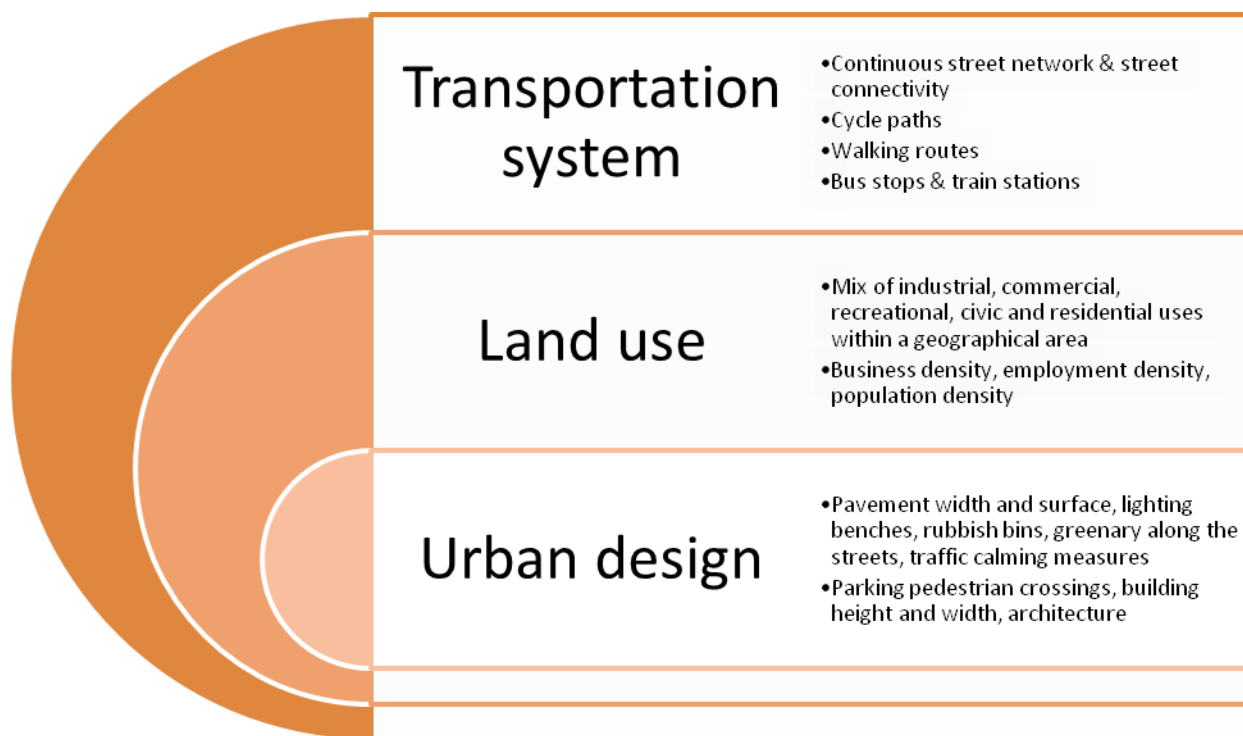 Transportation
system
•Continuous street network & street
connectivity
•Cycle paths
•Walking routes
•Bus stops & train stations
Land use
•Mix of industrial, commercial,
recreational, civic and residential uses
within a geographical area
•Business density, employment density,
population density
Urban design
•Pavement width and surface, lighting
benches, rubbish bins, greenary along the
streets, traffic calming measures
•Parking pedestrian crossings, building
height and width, architecture